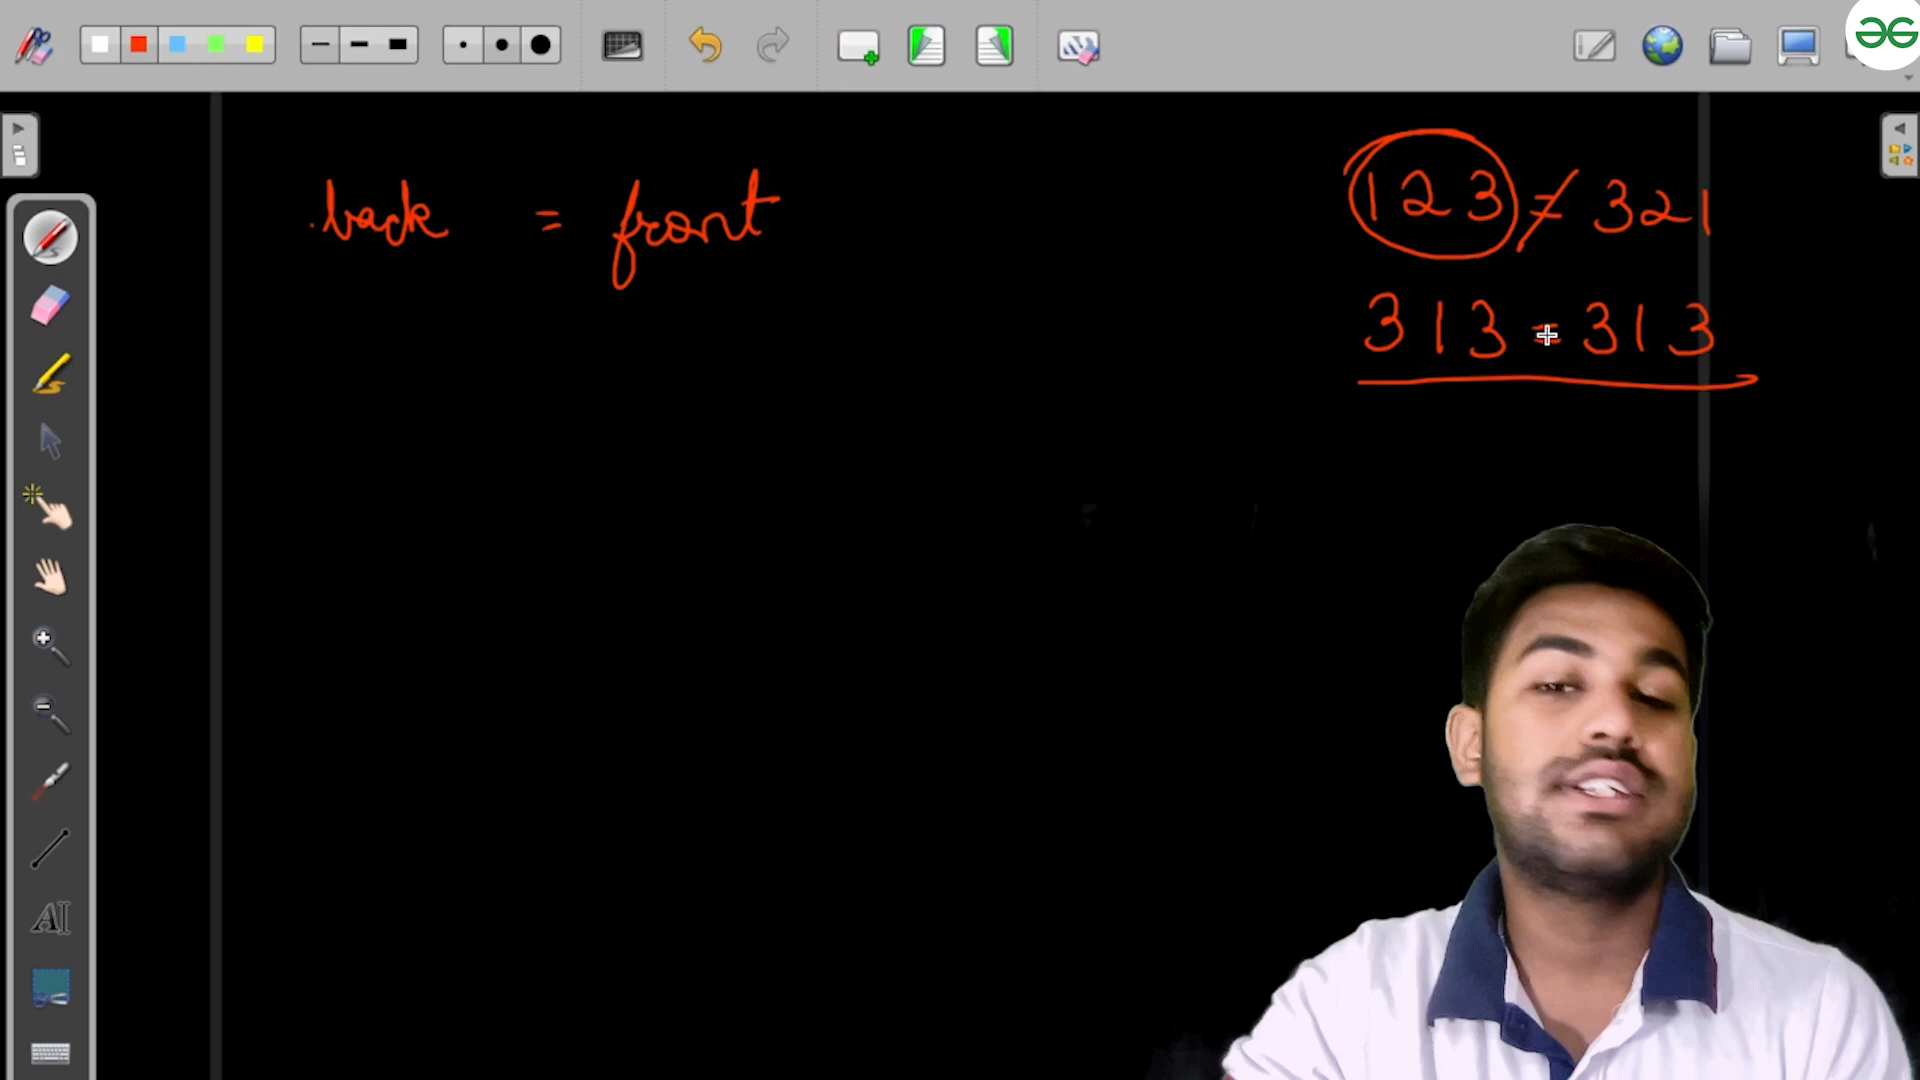 back = front
123 ≠ 321
313 = 313